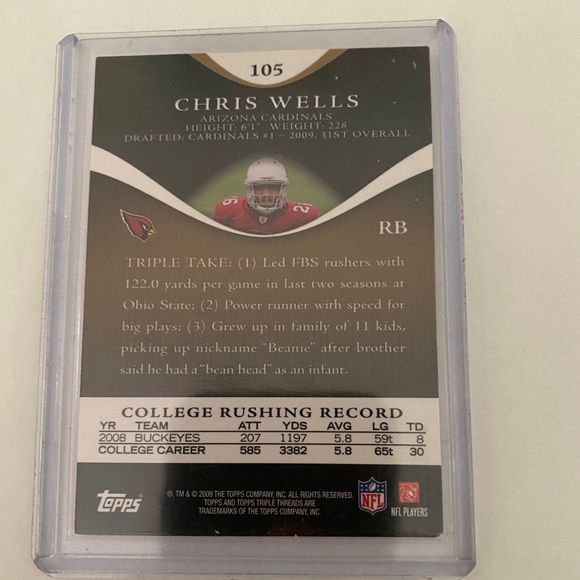 105
CHRIS WELLS
ARIZONA CARDINALS
HEIGHT: 6'1" WEIGHT: 228
DRAFTED: CARDINALS #1 - 2009, 31ST OVERALL
26
RB
TRIPLE TAKE: (1) Led FBS rushers with
122.0 yards per game in last two seasons at
Ohio State; (2) Power runner with speed for
big plays; (3) Grew up in family of 11 kids,
picking up nickname "Beanie" after brother
said he had a "bean head" as an infant.
COLLEGE RUSHING RECORD
YR TEAM ATT YDS AVG LG TD
2008 BUCKEYES 207 1197 5.8 59t 8
COLLEGE CAREER 585 3382 5.8 65t 30
Topps
®, TM & © 2009 THE TOPPS COMPANY, INC. ALL RIGHTS RESERVED.
TOPPS AND TOPPS TRIPLE THREADS ARE
TRADEMARKS OF THE TOPPS COMPANY, INC.
NFL
NFL PLAYERS